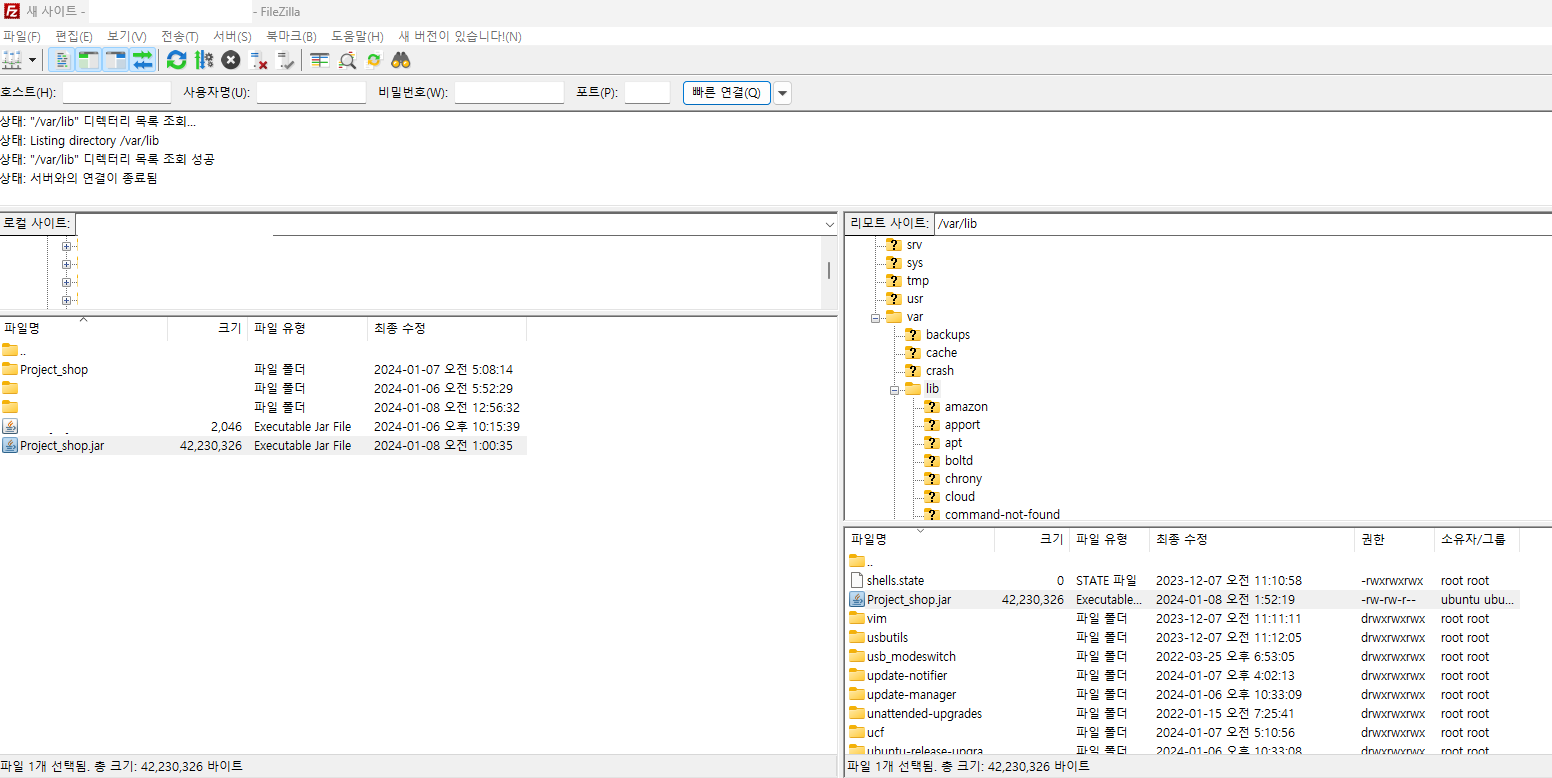 새 사이트 - - FileZilla
파일(F) 편집(E) 보기(V) 전송(T) 서버(S) 북마크(B) 도움말(H) 새 버전이 있습니다!(N)
호스트(H): 사용자명(U): 비밀번호(W): 포트(P): 빠른 연결(Q)
상태: "/var/lib" 디렉터리 목록 조회...
상태: Listing directory /var/lib
상태: "/var/lib" 디렉터리 목록 조회 성공
상태: 서버와의 연결이 종료됨
로컬 사이트:
파일명 크기 파일 유형 최종 수정
..
Project_shop 파일 폴더 2024-01-07 오전 5:08:14
파일 폴더 2024-01-06 오전 5:52:29
파일 폴더 2024-01-08 오전 12:56:32
2,046 Executable Jar File 2024-01-06 오후 10:15:39
Project_shop.jar 42,230,326 Executable Jar File 2024-01-08 오전 1:00:35
파일 1개 선택됨. 총 크기: 42,230,326 바이트
리모트 사이트: /var/lib
srv
sys
tmp
usr
var
backups
cache
crash
lib
amazon
apport
apt
boltd
chrony
cloud
command-not-found
파일명 크기 파일 유형 최종 수정 권한 소유자/그룹
..
shells.state 0 STATE 파일 2023-12-07 오전 11:10:58 -rwxrwxrwx root root
Project_shop.jar 42,230,326 Executable... 2024-01-08 오전 1:52:19 -rw-rw-r-- ubuntu ubu...
vim 파일 폴더 2023-12-07 오전 11:11:11 drwxrwxrwx root root
usbutils 파일 폴더 2023-12-07 오전 11:12:05 drwxrwxrwx root root
usb_modeswitch 파일 폴더 2022-03-25 오후 6:53:05 drwxrwxrwx root root
update-notifier 파일 폴더 2024-01-07 오후 4:02:13 drwxrwxrwx root root
update-manager 파일 폴더 2024-01-06 오후 10:33:09 drwxrwxrwx root root
unattended-upgrades 파일 폴더 2022-01-15 오전 7:25:41 drwxrwxrwx root root
ucf 파일 폴더 2024-01-07 오전 5:10:56 drwxrwxrwx root root
ubuntu-release-upgra 파일 폴더 2024-01-06 오후 10:33:08 drwxrwxrwx root root
파일 1개 선택됨. 총 크기: 42,230,326 바이트